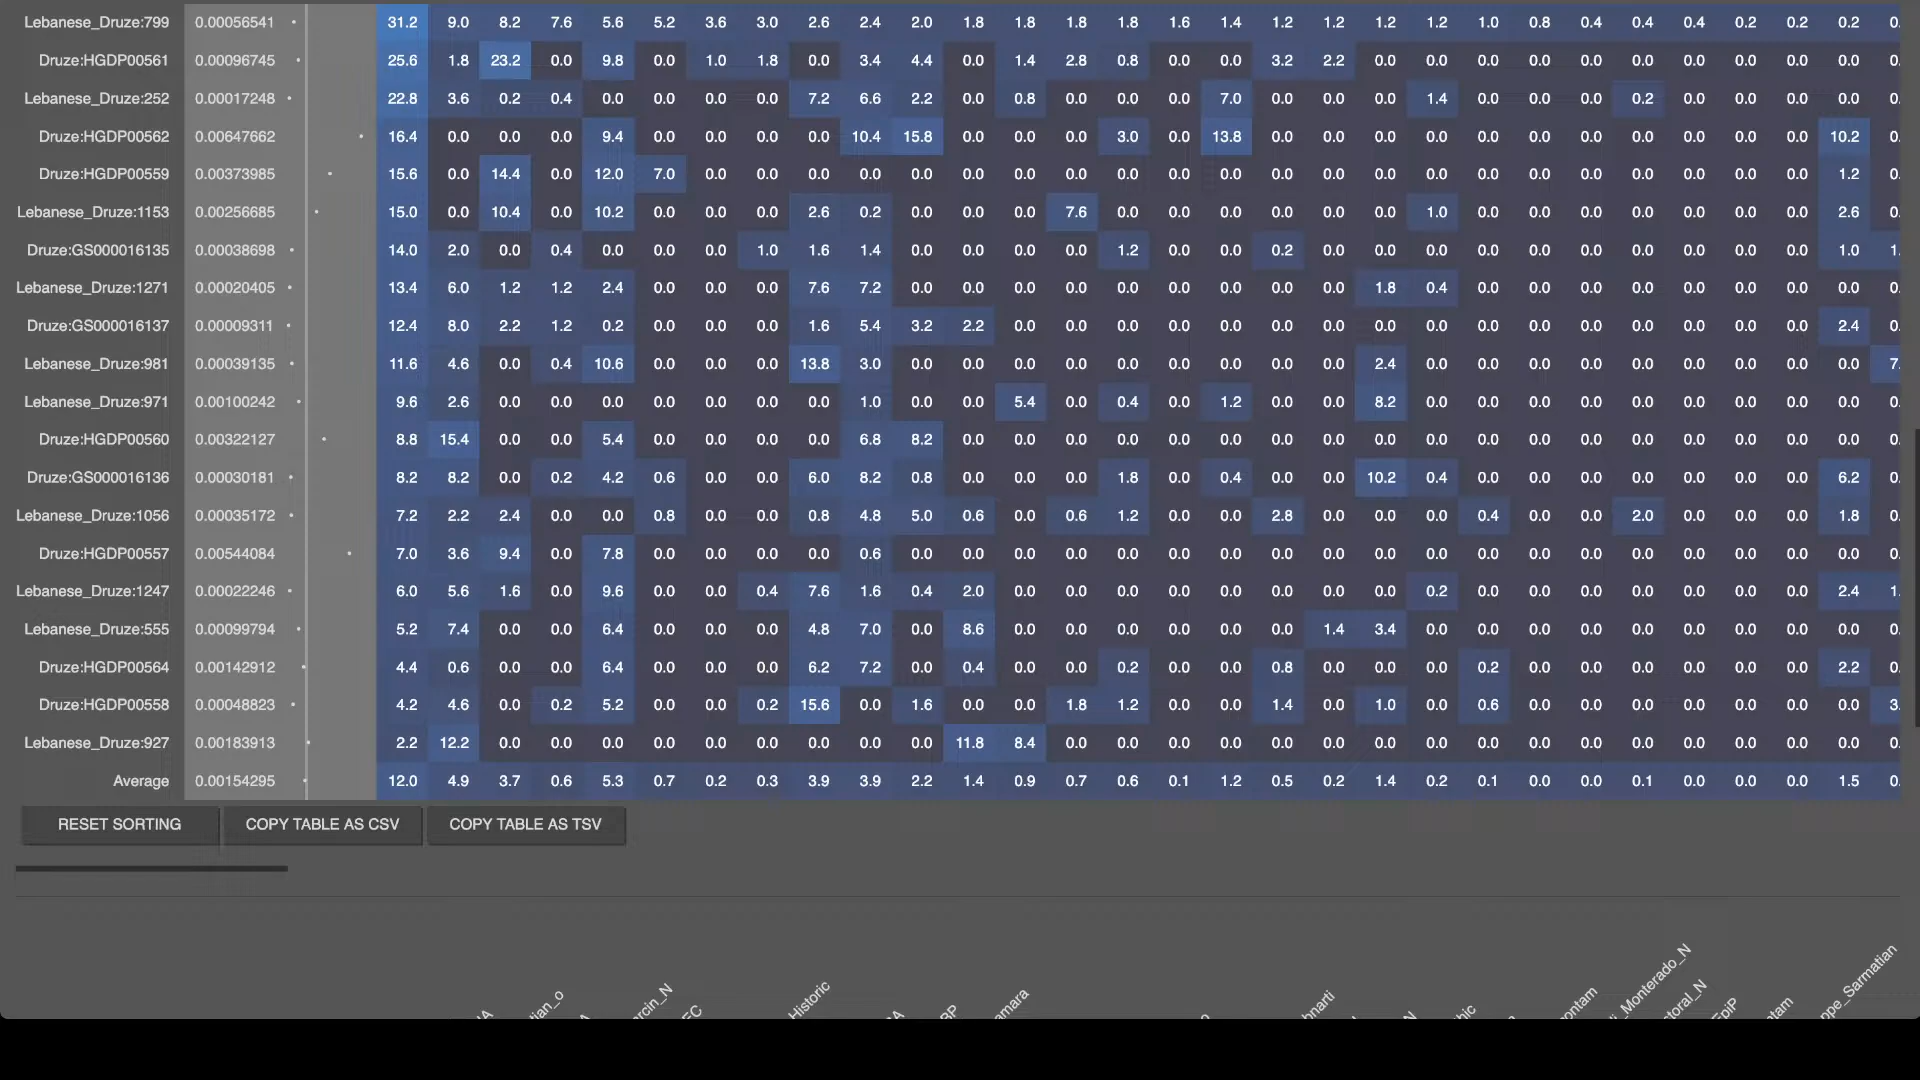 Lebanese_Druze:799 0.00056541 31.2 9.0 8.2 7.6 5.6 5.2 3.6 3.0 2.6 2.4 2.0 1.8 1.8 1.8 1.8 1.6 1.4 1.2 1.2 1.2 1.2 1.0 0.8 0.4 0.4 0.4 0.2 0.2 0.2 0.
Druze:HGDP00561 0.00096745 25.6 1.8 23.2 0.0 9.8 0.0 1.0 1.8 0.0 3.4 4.4 0.0 1.4 2.8 0.8 0.0 0.0 3.2 2.2 0.0 0.0 0.0 0.0 0.0 0.0 0.0 0.0 0.0 0.0 0.
Lebanese_Druze:252 0.00017248 22.8 3.6 0.2 0.4 0.0 0.0 0.0 0.0 7.2 6.6 2.2 0.0 0.8 0.0 0.0 0.0 7.0 0.0 0.0 0.0 1.4 0.0 0.0 0.0 0.2 0.0 0.0 0.0 0.0 0.
Druze:HGDP00562 0.00647662 16.4 0.0 0.0 0.0 9.4 0.0 0.0 0.0 0.0 10.4 15.8 0.0 0.0 0.0 3.0 0.0 13.8 0.0 0.0 0.0 0.0 0.0 0.0 0.0 0.0 0.0 0.0 0.0 10.2 0.
Druze:HGDP00559 0.00373985 15.6 0.0 14.4 0.0 12.0 7.0 0.0 0.0 0.0 0.0 0.0 0.0 0.0 0.0 0.0 0.0 0.0 0.0 0.0 0.0 0.0 0.0 0.0 0.0 0.0 0.0 0.0 0.0 1.2 0.
Lebanese_Druze:1153 0.00256685 15.0 0.0 10.4 0.0 10.2 0.0 0.0 0.0 2.6 0.2 0.0 0.0 0.0 7.6 0.0 0.0 0.0 0.0 0.0 0.0 1.0 0.0 0.0 0.0 0.0 0.0 0.0 0.0 2.6 0.
Druze:GS000016135 0.00038698 14.0 2.0 0.0 0.4 0.0 0.0 0.0 1.0 1.6 1.4 0.0 0.0 0.0 0.0 1.2 0.0 0.0 0.2 0.0 0.0 0.0 0.0 0.0 0.0 0.0 0.0 0.0 0.0 1.0 1.
Lebanese_Druze:1271 0.00020405 13.4 6.0 1.2 1.2 2.4 0.0 0.0 0.0 7.6 7.2 0.0 0.0 0.0 0.0 0.0 0.0 0.0 0.0 0.0 1.8 0.4 0.0 0.0 0.0 0.0 0.0 0.0 0.0 0.0 0.
Druze:GS000016137 0.00009311 12.4 8.0 2.2 1.2 0.2 0.0 0.0 0.0 1.6 5.4 3.2 2.2 0.0 0.0 0.0 0.0 0.0 0.0 0.0 0.0 0.0 0.0 0.0 0.0 0.0 0.0 0.0 0.0 2.4 0.
Lebanese_Druze:981 0.00039135 11.6 4.6 0.0 0.4 10.6 0.0 0.0 0.0 13.8 3.0 0.0 0.0 0.0 0.0 0.0 0.0 0.0 0.0 0.0 2.4 0.0 0.0 0.0 0.0 0.0 0.0 0.0 0.0 0.0 7.
Lebanese_Druze:971 0.00100242 9.6 2.6 0.0 0.0 0.0 0.0 0.0 0.0 0.0 1.0 0.0 0.0 5.4 0.0 0.4 0.0 1.2 0.0 0.0 8.2 0.0 0.0 0.0 0.0 0.0 0.0 0.0 0.0 0.0 0.
Druze:HGDP00560 0.00322127 8.8 15.4 0.0 0.0 5.4 0.0 0.0 0.0 0.0 6.8 8.2 0.0 0.0 0.0 0.0 0.0 0.0 0.0 0.0 0.0 0.0 0.0 0.0 0.0 0.0 0.0 0.0 0.0 0.0 0.
Druze:GS000016136 0.00030181 8.2 8.2 0.0 0.2 4.2 0.6 0.0 0.0 6.0 8.2 0.8 0.0 0.0 0.0 1.8 0.0 0.4 0.0 0.0 10.2 0.4 0.0 0.0 0.0 0.0 0.0 0.0 0.0 6.2 0.
Lebanese_Druze:1056 0.00035172 7.2 2.2 2.4 0.0 0.0 0.8 0.0 0.0 0.8 4.8 5.0 0.6 0.0 0.6 1.2 0.0 0.0 2.8 0.0 0.0 0.0 0.4 0.0 0.0 2.0 0.0 0.0 0.0 1.8 0.
Druze:HGDP00557 0.00544084 7.0 3.6 9.4 0.0 7.8 0.0 0.0 0.0 0.0 0.6 0.0 0.0 0.0 0.0 0.0 0.0 0.0 0.0 0.0 0.0 0.0 0.0 0.0 0.0 0.0 0.0 0.0 0.0 0.0 0.
Lebanese_Druze:1247 0.00022246 6.0 5.6 1.6 0.0 9.6 0.0 0.0 0.4 7.6 1.6 0.4 2.0 0.0 0.0 0.0 0.0 0.0 0.0 0.0 0.0 0.2 0.0 0.0 0.0 0.0 0.0 0.0 0.0 2.4 1.
Lebanese_Druze:555 0.00099794 5.2 7.4 0.0 0.0 6.4 0.0 0.0 0.0 4.8 7.0 0.0 8.6 0.0 0.0 0.0 0.0 0.0 0.0 1.4 3.4 0.0 0.0 0.0 0.0 0.0 0.0 0.0 0.0 0.0 0.
Druze:HGDP00564 0.00142912 4.4 0.6 0.0 0.0 6.4 0.0 0.0 0.0 6.2 7.2 0.0 0.4 0.0 0.0 0.2 0.0 0.0 0.8 0.0 0.0 0.0 0.2 0.0 0.0 0.0 0.0 0.0 0.0 2.2 0.
Druze:HGDP00558 0.00048823 4.2 4.6 0.0 0.2 5.2 0.0 0.0 0.2 15.6 0.0 1.6 0.0 0.0 1.8 1.2 0.0 0.0 1.4 0.0 1.0 0.0 0.6 0.0 0.0 0.0 0.0 0.0 0.0 0.0 3.
Lebanese_Druze:927 0.00183913 2.2 12.2 0.0 0.0 0.0 0.0 0.0 0.0 0.0 0.0 0.0 11.8 8.4 0.0 0.0 0.0 0.0 0.0 0.0 0.0 0.0 0.0 0.0 0.0 0.0 0.0 0.0 0.0 0.0 0.
Average 0.00154295 12.0 4.9 3.7 0.6 5.3 0.7 0.2 0.3 3.9 3.9 2.2 1.4 0.9 0.7 0.6 0.1 1.2 0.5 0.2 1.4 0.2 0.1 0.0 0.0 0.1 0.0 0.0 0.0 1.5 0.
RESET SORTING COPY TABLE AS CSV COPY TABLE AS TSV
Historic
_Monterado_N